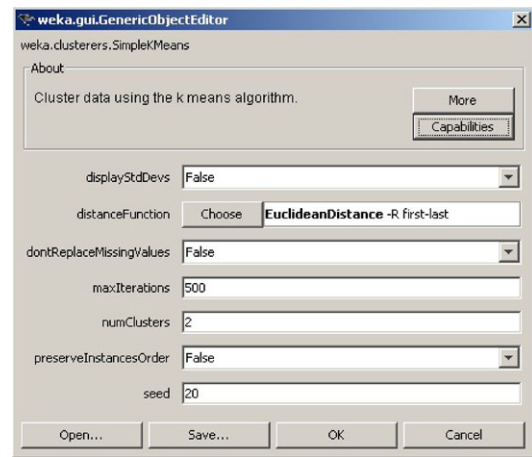 weka.gui.GenericObjectEditor
weka.clusterers.SimpleKMeans
About
Cluster data using the k means algorithm.
More
Capabilities
displayStdDevs False
distanceFunction Choose EuclideanDistance -R first-last
dontReplaceMissingValues False
maxIterations 500
numClusters 2
preserveInstancesOrder False
seed 20
Open... Save... OK Cancel